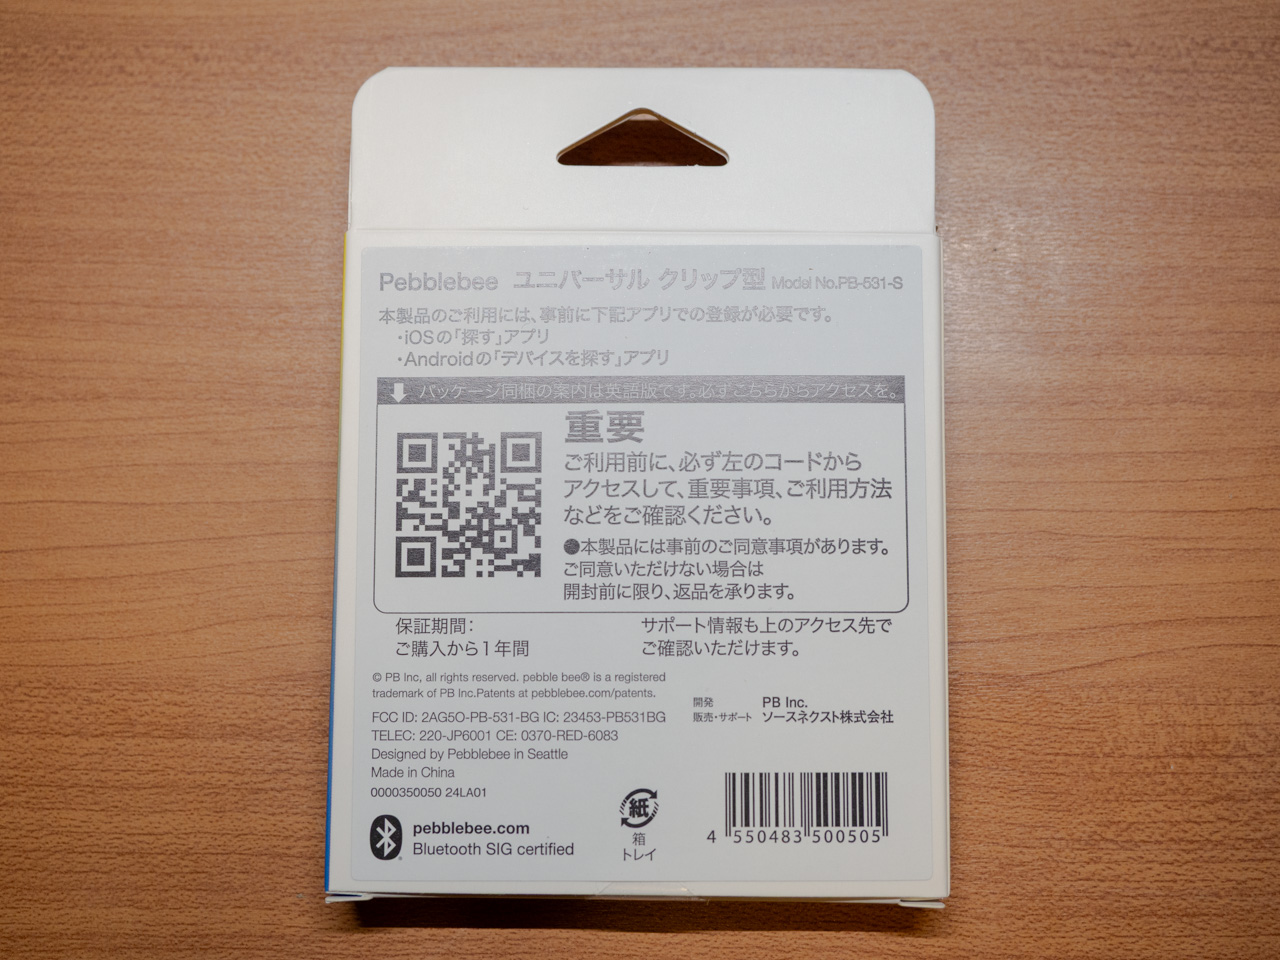 Pebblebee ユニバーサル クリップ型 Model No.PB-531-S
本製品のご利用には、事前に下記アプリでの登録が必要です。
・iOSの「探す」アプリ
・Androidの「デバイスを探す」アプリ
パッケージ同梱の案内は英語版です。必ずこちらからアクセスを。
重要
ご利用前に、必ず左のコードから
アクセスして、重要事項、ご利用方法
などをご確認ください。
●本製品には事前のご同意事項があります。
ご同意いただけない場合は
開封前に限り、返品を承ります。
保証期間：
ご購入から1年間
サポート情報も上のアクセス先で
ご確認いただけます。
© PB Inc, all rights reserved. pebble bee® is a registered
trademark of PB Inc.Patents at pebblebee.com/patents.
FCC ID: 2AG5O-PB-531-BG IC: 23453-PB531BG
TELEC: 220-JP6001 CE: 0370-RED-6083
Designed by Pebblebee in Seattle
Made in China
0000350050 24LA01
開発 PB Inc.
販売・サポート ソースネクスト株式会社
pebblebee.com
Bluetooth SIG certified
紙
箱
トレイ
4 550483 500505